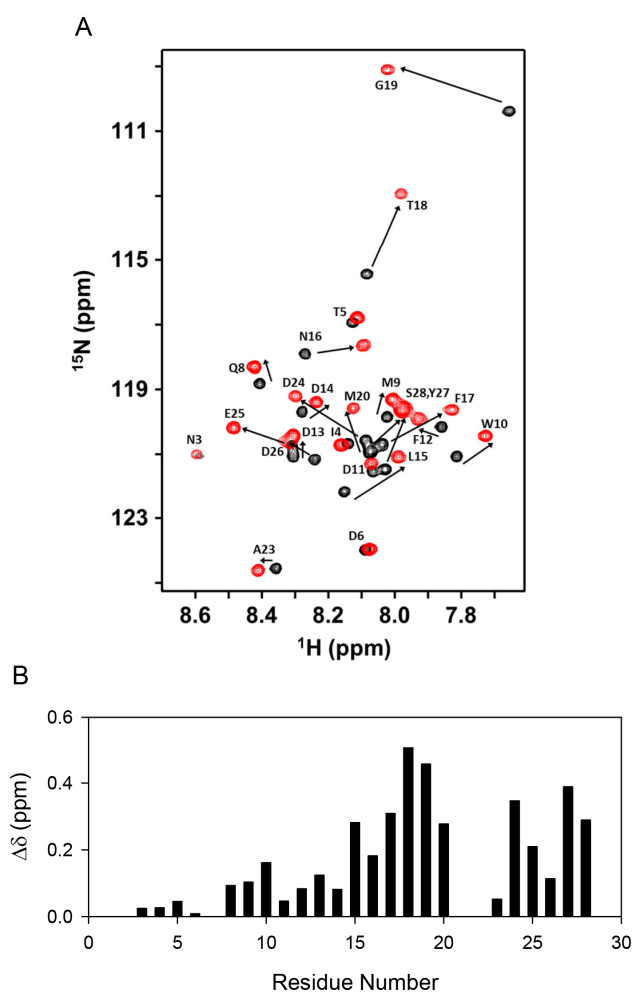 A
G19
111
T18
115
¹⁵N (ppm)
T5
N16
Q8
D24
D14
M20
M9
S28,Y27
119
E25
D13
I4
F17
W10
N3
D26
D11
F12
L15
123
A23
D6
8.6 8.4 8.2 8.0 7.8
¹H (ppm)
B
0.6
0.4
0.2
0.0
Δδ (ppm)
0 5 10 15 20 25 30
Residue Number